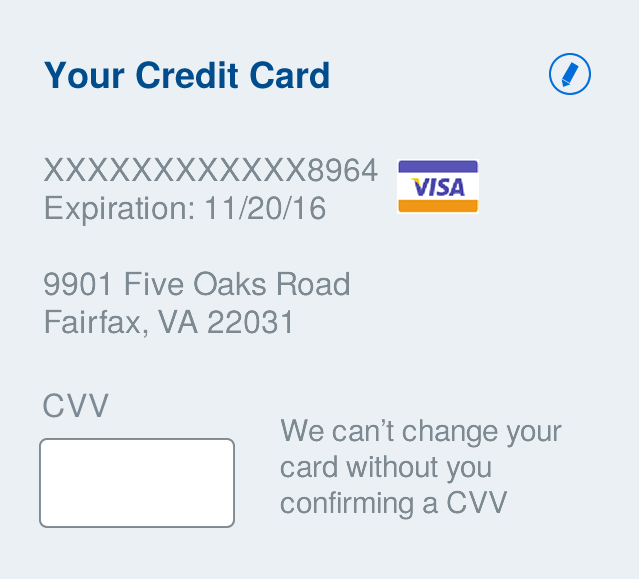 Your Credit Card
XXXXXXXXXXXX8964 VISA
Expiration: 11/20/16
9901 Five Oaks Road
Fairfax, VA 22031
CVV
We can’t change your
card without you
confirming a CVV